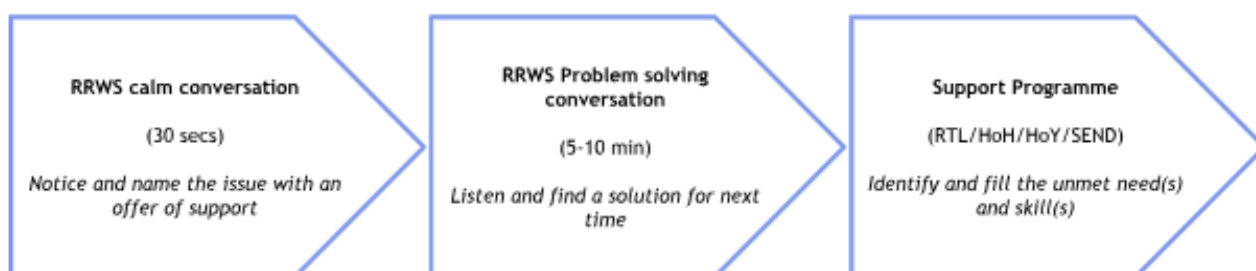 RRWS calm conversation
(30 secs)
Notice and name the issue with an
offer of support
RRWS Problem solving
conversation
(5-10 min)
Listen and find a solution for next
time
Support Programme
(RTL/HoH/HoY/SEND)
Identify and fill the unmet need(s)
and skill(s)